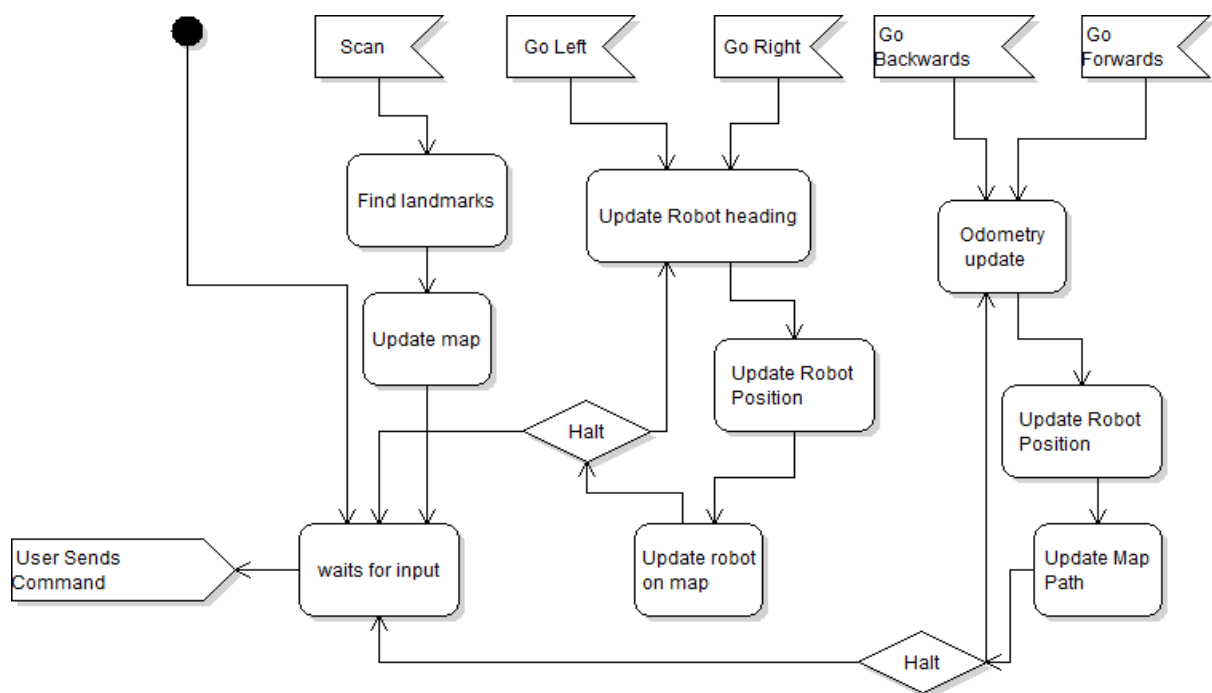 Scan
Go Left
Go Right
Go
Backwards
Go
Forwards
Find landmarks
Update Robot heading
Odometry
update
Update map
Update Robot
Position
Update Robot
Position
Halt
User Sends
Command
waits for input
Update robot
on map
Update Map
Path
Halt